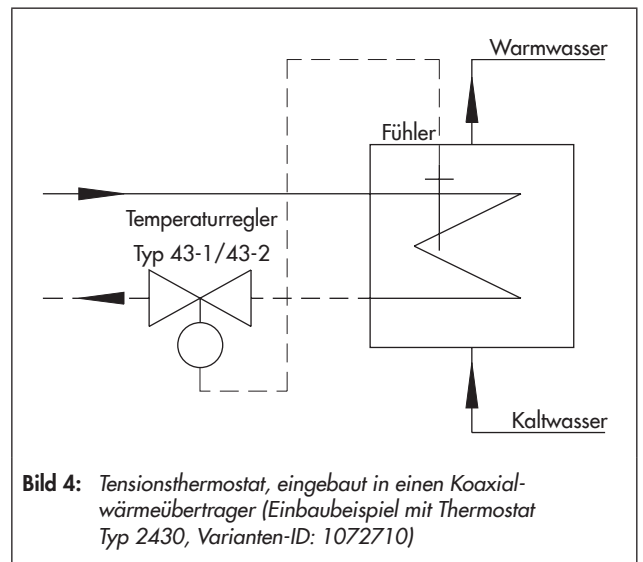 Warmwasser
Fühler
Temperaturregler
Typ 43-1/43-2
Kaltwasser
Bild 4: Tensionsthermostat, eingebaut in einen Koaxial-
wärmeübertrager (Einbaubeispiel mit Thermostat
Typ 2430, Varianten-ID: 1072710)